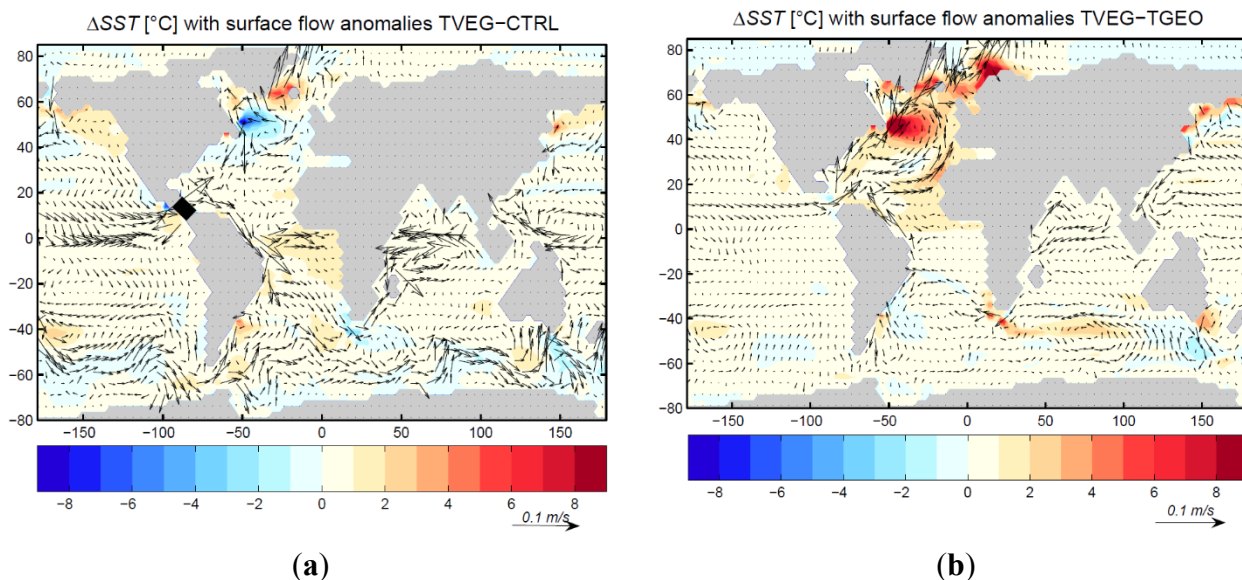 ΔSST [°C] with surface flow anomalies TVEG−CTRL
80
60
40
20
0
−20
−40
−60
−80
−150 −100 −50 0 50 100 150
−8 −6 −4 −2 0 2 4 6 8
0.1 m/s
(a)
ΔSST [°C] with surface flow anomalies TVEG−TGEO
80
60
40
20
0
−20
−40
−60
−80
−150 −100 −50 0 50 100 150
−8 −6 −4 −2 0 2 4 6 8
0.1 m/s
(b)